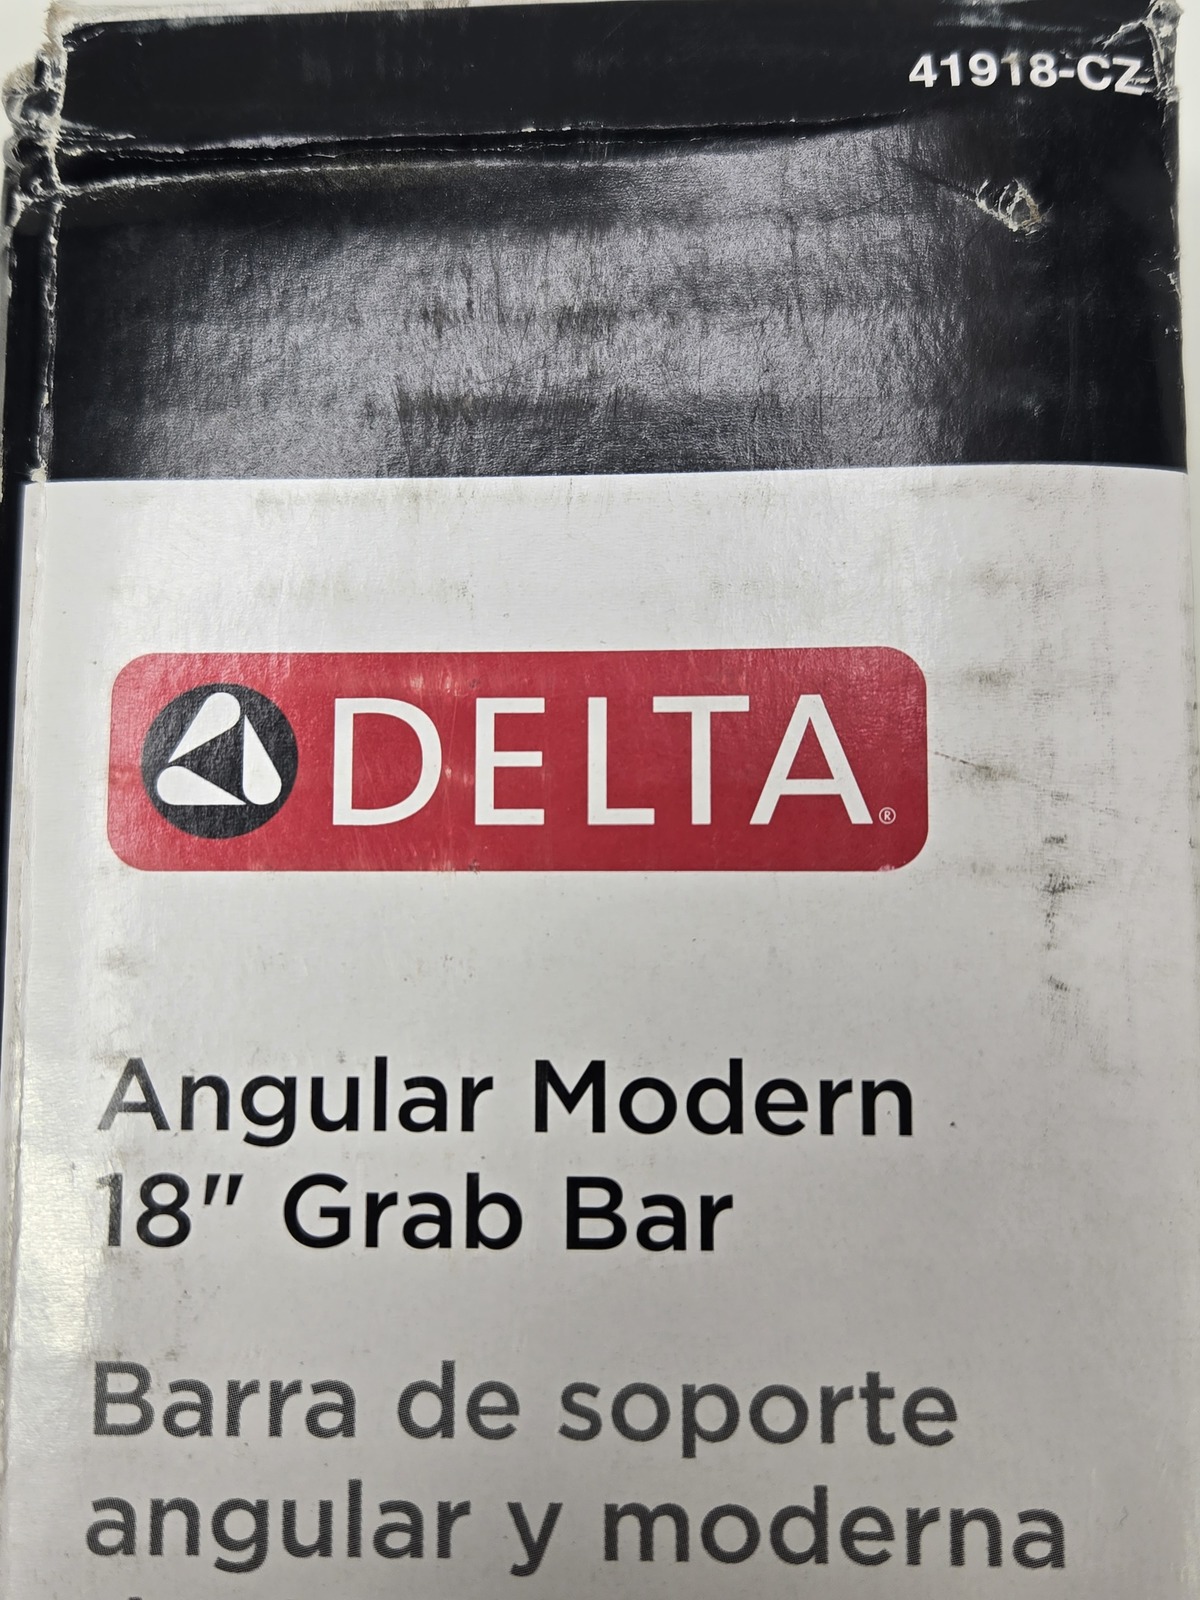 41918-CZ
DELTA®
Angular Modern
18" Grab Bar
Barra de soporte
angular y moderna